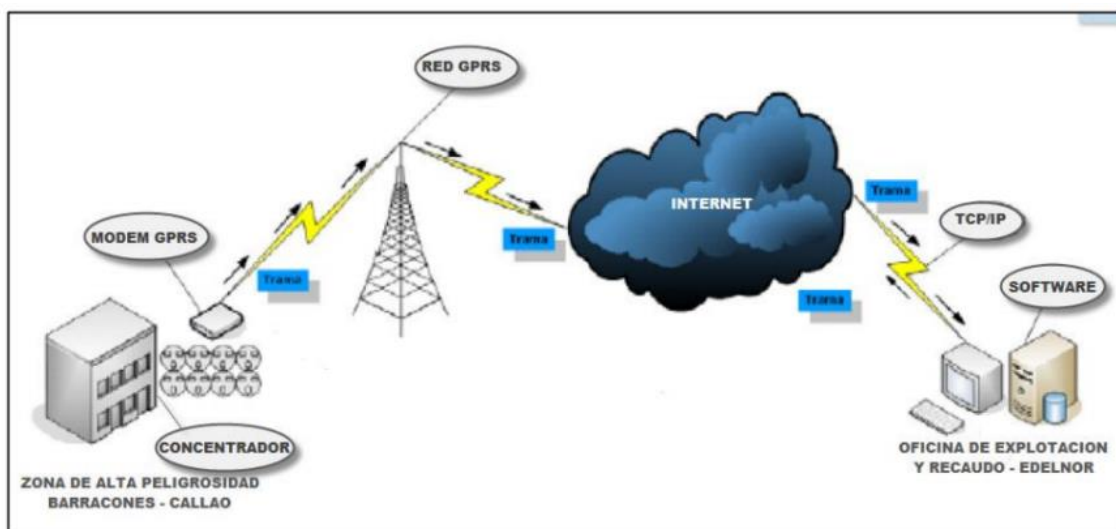 RED GPRS
MODEM GPRS
Trama
Trama
INTERNET
Trama
TCP/IP
Trama
SOFTWARE
CONCENTRADOR
ZONA DE ALTA PELIGROSIDAD
BARRACONES - CALLAO
OFICINA DE EXPLOTACION
Y RECAUDO - EDELNOR